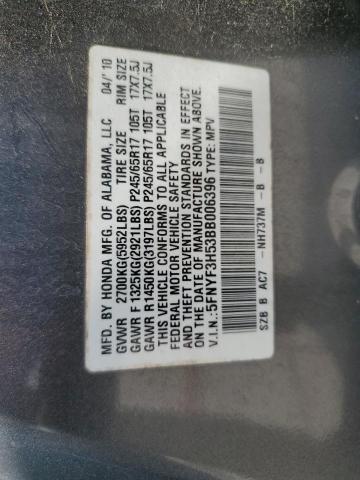 MFD. BY HONDA MFG. OF ALABAMA, LLC 04/'10
GVWR 2700KG(5952LBS) TIRE SIZE RIM SIZE
GAWR F 1325KG(2921LBS) P245/65R17 105T 17X7.5J
GAWR R1450KG(3197LBS) P245/65R17 105T 17X7.5J
THIS VEHICLE CONFORMS TO ALL APPLICABLE
FEDERAL MOTOR VEHICLE SAFETY
AND THEFT PREVENTION STANDARDS IN EFFECT
ON THE DATE OF MANUFACTURE SHOWN ABOVE.
V.I.N.: 5FNYF3H53BB006396 TYPE: MPV
SZB B AC7 -NH737M - B - B